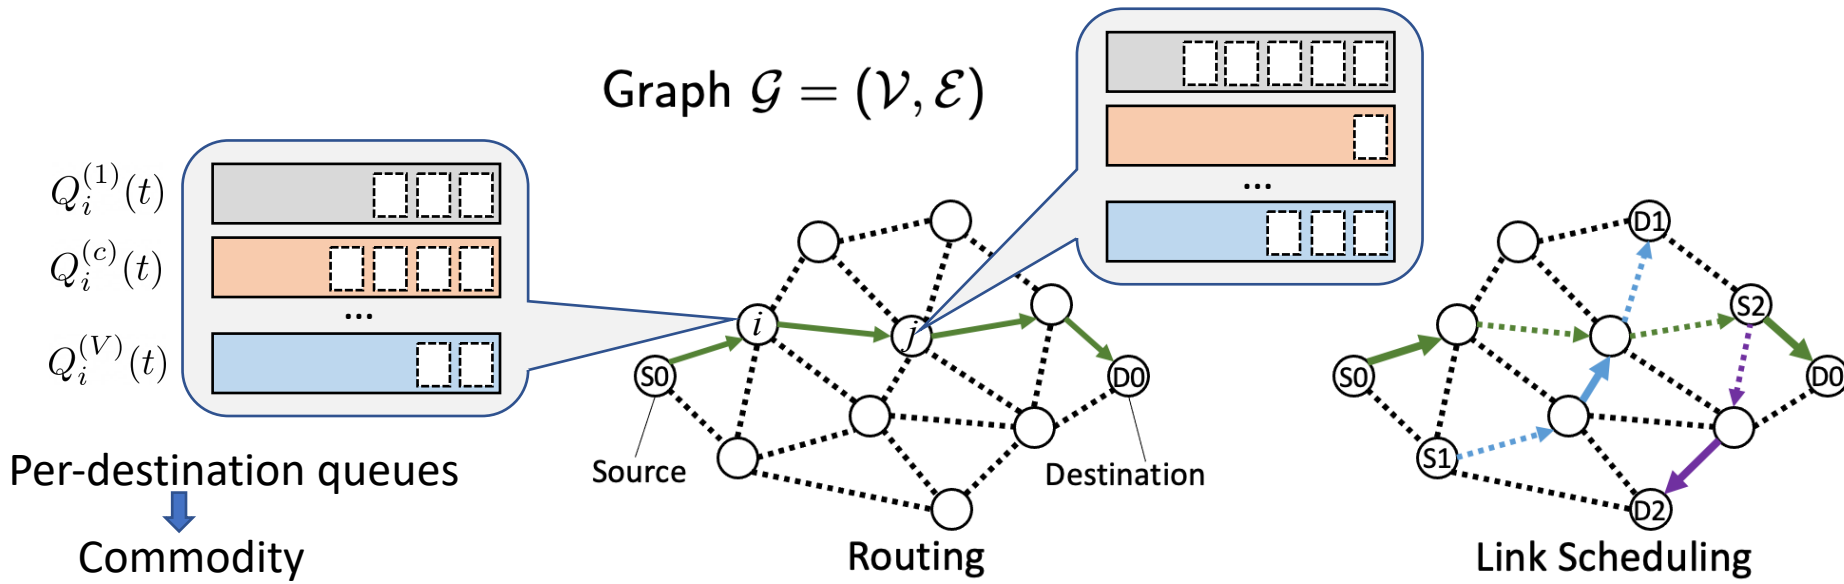 Graph 𝒢 = (𝒱, ℰ)
Q_i^{(1)}(t)
Q_i^{(c)}(t)
...
Q_i^{(V)}(t)
...
Per-destination queues
Commodity
i
j
S0
D0
Source
Destination
Routing
D1
S2
S0
D0
S1
D2
Link Scheduling